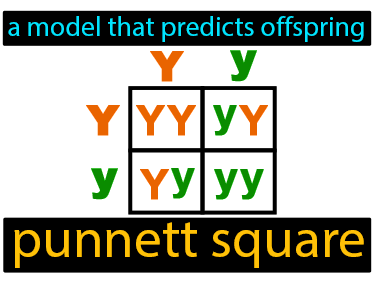 a model that predicts offspring
Y y
Y YY yY
y Yy yy
punnett square